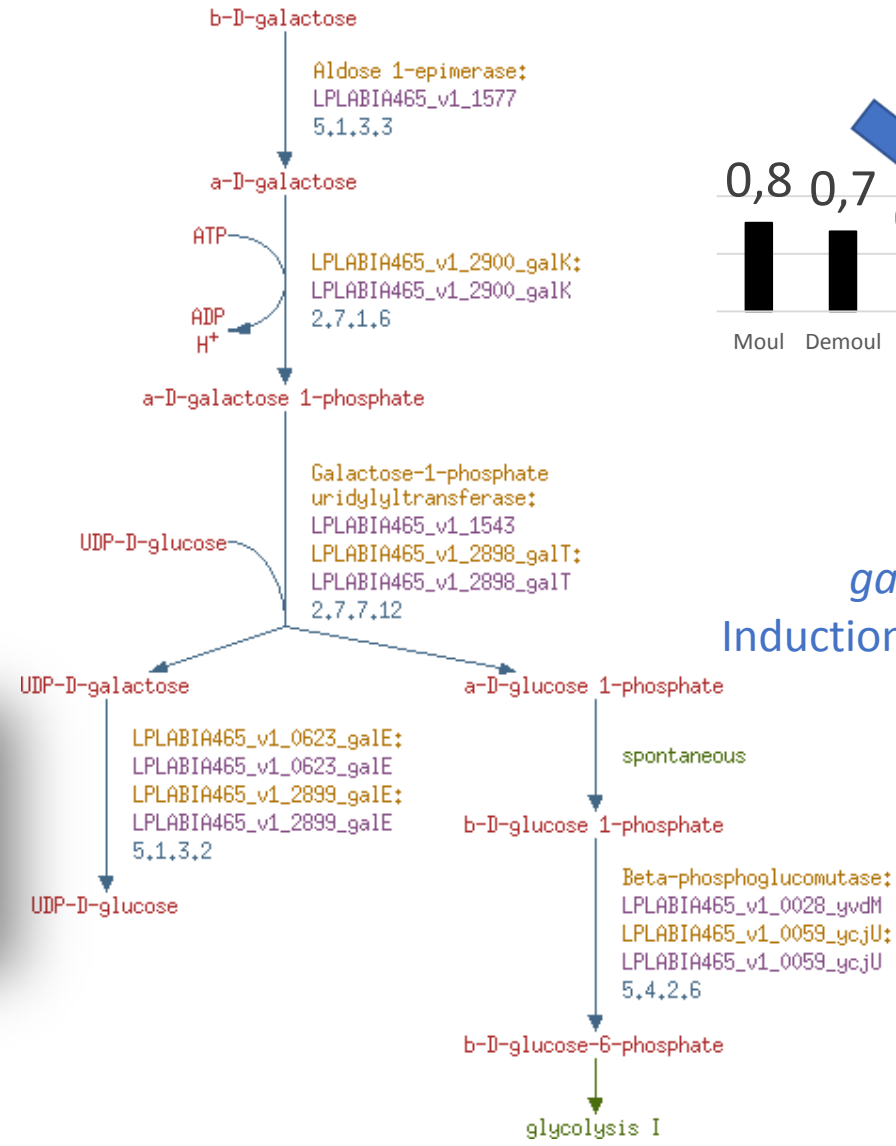 b-D-galactose
Aldose 1-epimerase:
LPLABIA465_v1_1577
5.1.3.3
a-D-galactose
ATP
ADP
H+
LPLABIA465_v1_2900_galK:
LPLABIA465_v1_2900_galK
2.7.1.6
0,8 0,7
Moul Demoul
a-D-galactose 1-phosphate
Galactose-1-phosphate
uridylyltransferase:
LPLABIA465_v1_1543
LPLABIA465_v1_2898_galT:
LPLABIA465_v1_2898_galT
2.7.7.12
UDP-D-glucose
ga
Induction
UDP-D-galactose
a-D-glucose 1-phosphate
LPLABIA465_v1_0623_galE:
LPLABIA465_v1_0623_galE
LPLABIA465_v1_2899_galE:
LPLABIA465_v1_2899_galE
5.1.3.2
spontaneous
b-D-glucose 1-phosphate
UDP-D-glucose
Beta-phosphoglucomutase:
LPLABIA465_v1_0028_yvdM
LPLABIA465_v1_0059_ycjU:
LPLABIA465_v1_0059_ycjU
5.4.2.6
b-D-glucose-6-phosphate
glycolysis I